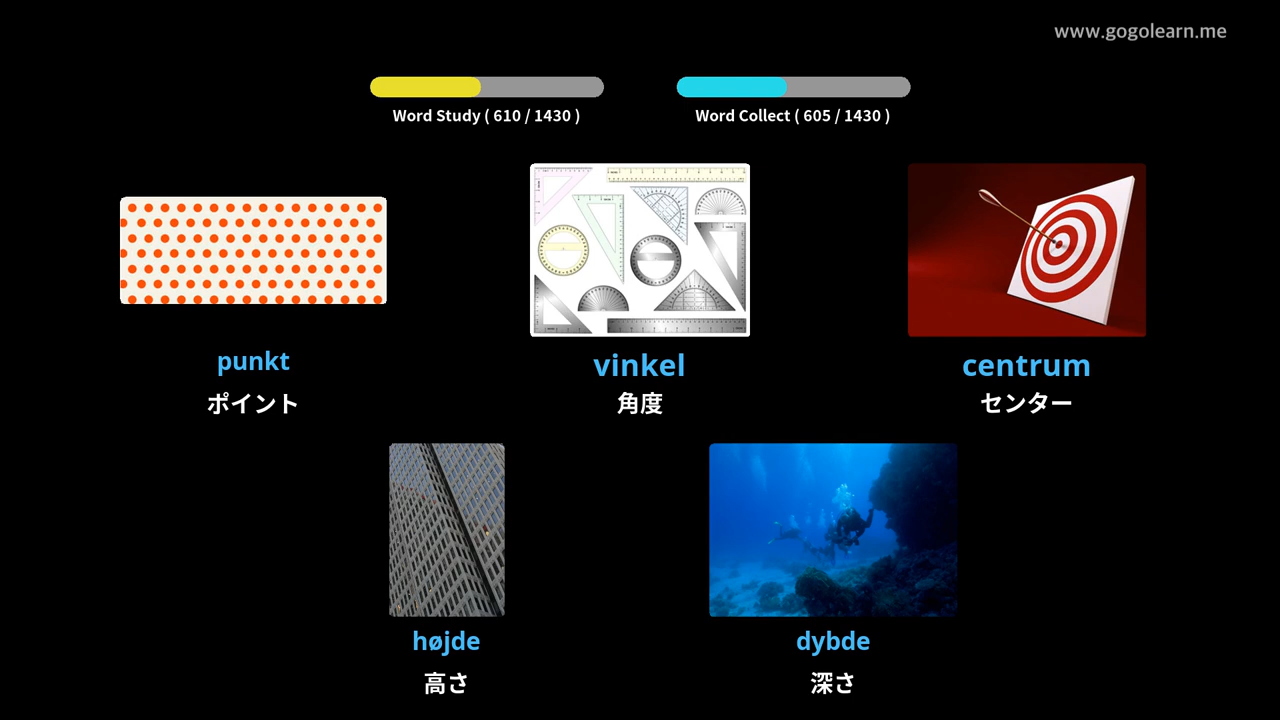 www.gogolearn.me
Word Study ( 610 / 1430 )
Word Collect ( 605 / 1430 )
punkt
ポイント
vinkel
角度
centrum
センター
højde
高さ
dybde
深さ